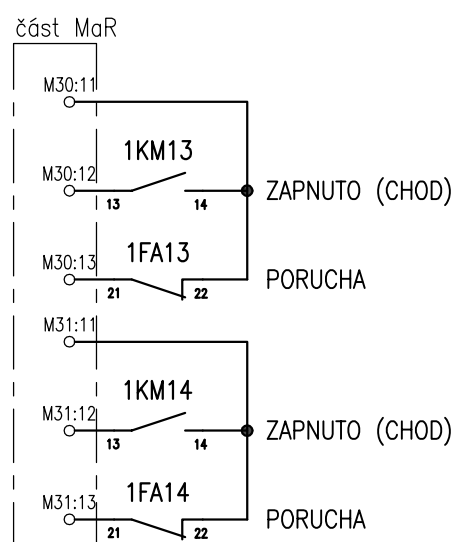 část MaR
M30:11
1KM13
M30:12
13 14
ZAPNUTO (CHOD)
1FA13
M30:13
21 22
PORUCHA
M31:11
1KM14
M31:12
13 14
ZAPNUTO (CHOD)
1FA14
M31:13
21 22
PORUCHA